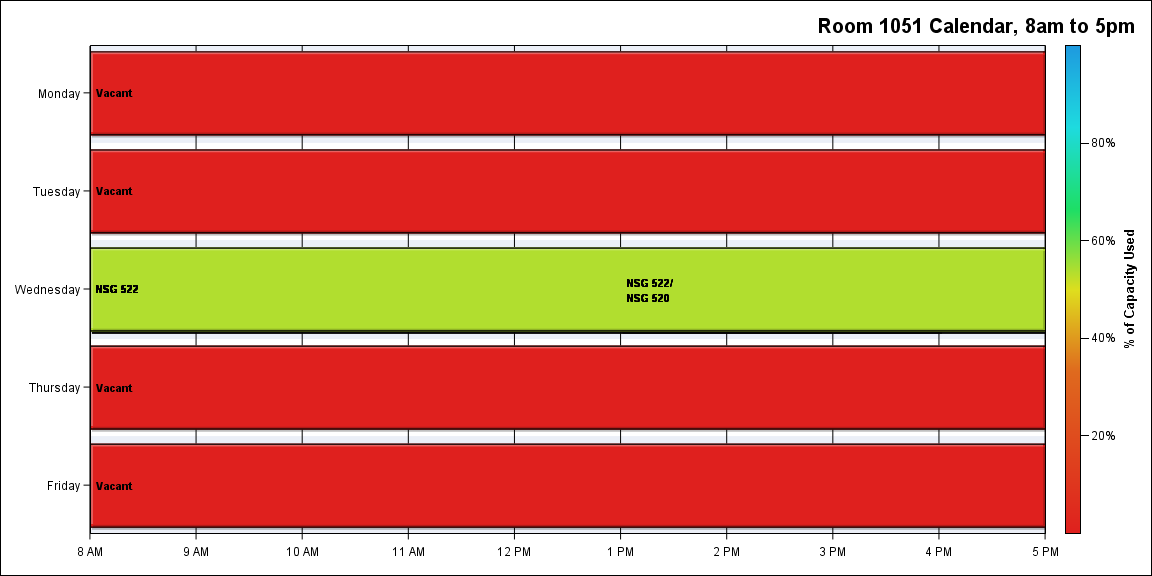 Room 1051 Calendar, 8am to 5pm
Monday
Vacant
80%
Tuesday
Vacant
60%
Wednesday
NSG 522
NSG 522/
NSG 520
% of Capacity Used
40%
Thursday
Vacant
20%
Friday
Vacant
8 AM 9 AM 10 AM 11 AM 12 PM 1 PM 2 PM 3 PM 4 PM 5 PM